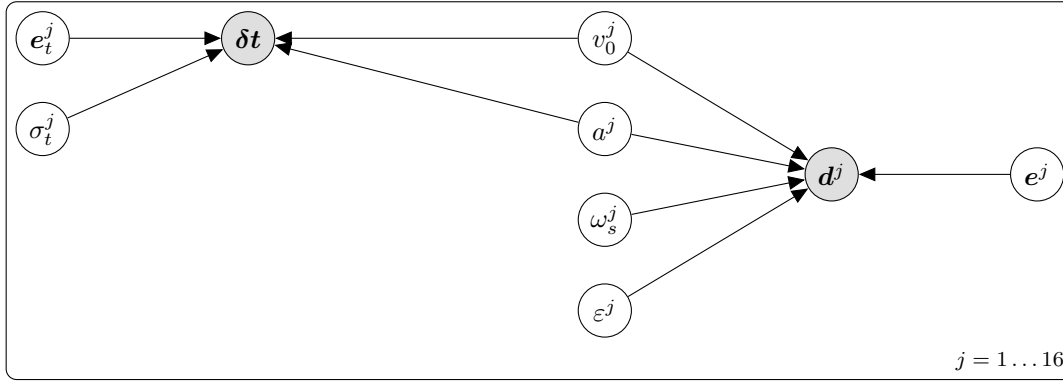 e_t^j
δt
v_0^j
σ_t^j
a^j
d^j
e^j
ω_s^j
ε^j
j = 1 . . . 16